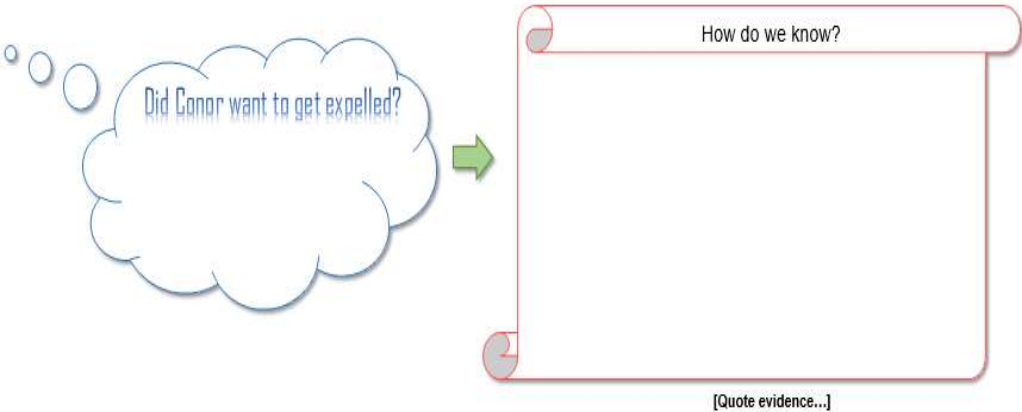 How do we know?
Did Conor want to get expelled?
[Quote evidence...]